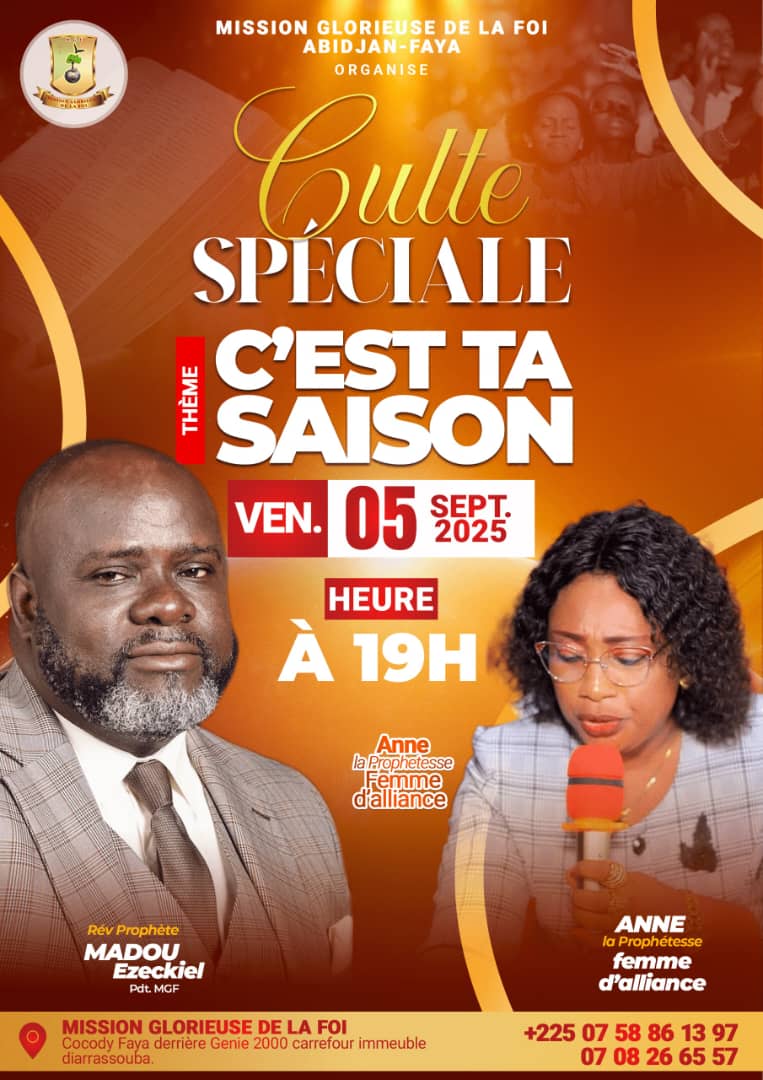 MISSION GLORIEUSE DE LA FOI
ABIDJAN-FAYA
ORGANISE
Culte
SPÉCIALE
THÈME
C'EST TA
SAISON
VEN. 05 SEPT.
2025
HEURE
À 19H
Anne
la Prophetesse
Femme
d'alliance
Rév Prophète
MADOU
Ezeckiel
Pdt. MGF
ANNE
la Prophétesse
femme
d'alliance
MISSION GLORIEUSE DE LA FOI
Cocody Faya derrière Genie 2000 carrefour immeuble
diarrassouba.
+225 07 58 86 13 97
07 08 26 65 57